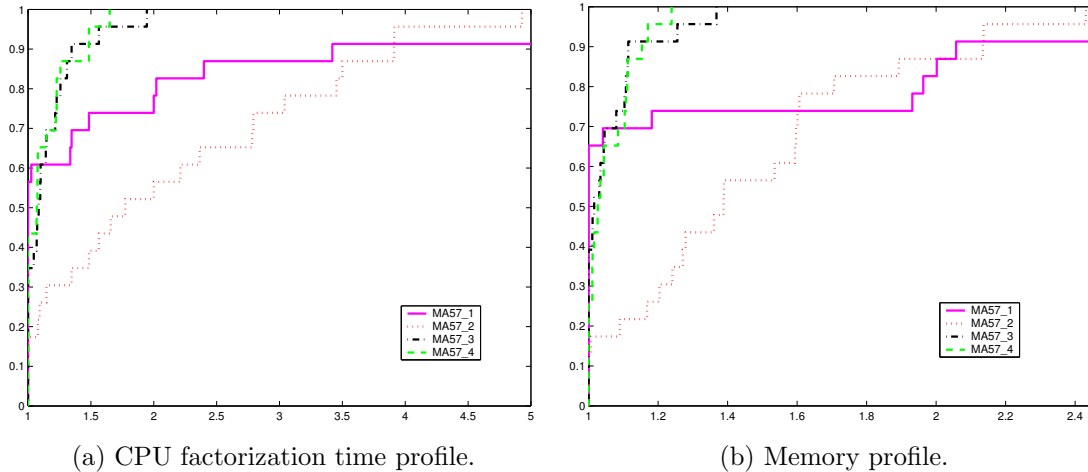 1
0.9
0.8
0.7
0.6
0.5
0.4
0.3
0.2
0.1
0
1 1.5 2 2.5 3 3.5 4 4.5 5
MA57_1
MA57_2
MA57_3
MA57_4
(a) CPU factorization time profile.
1
0.9
0.8
0.7
0.6
0.5
0.4
0.3
0.2
0.1
0
1 1.2 1.4 1.6 1.8 2 2.2 2.4
MA57_1
MA57_2
MA57_3
MA57_4
(b) Memory profile.